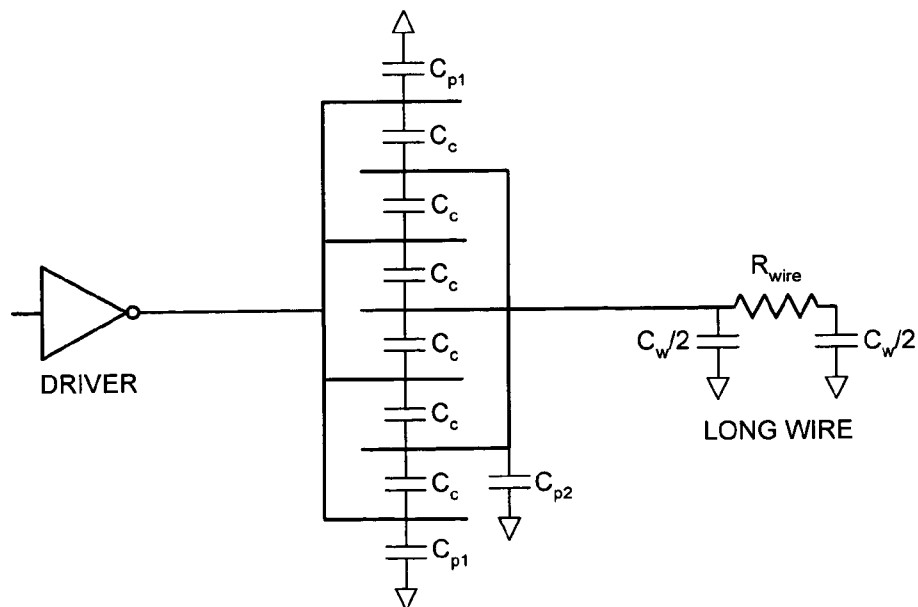 C_p1
C_c
C_c
C_c
C_c
C_c
C_c
C_p1
DRIVER
C_p2
R_wire
C_w/2
C_w/2
LONG WIRE